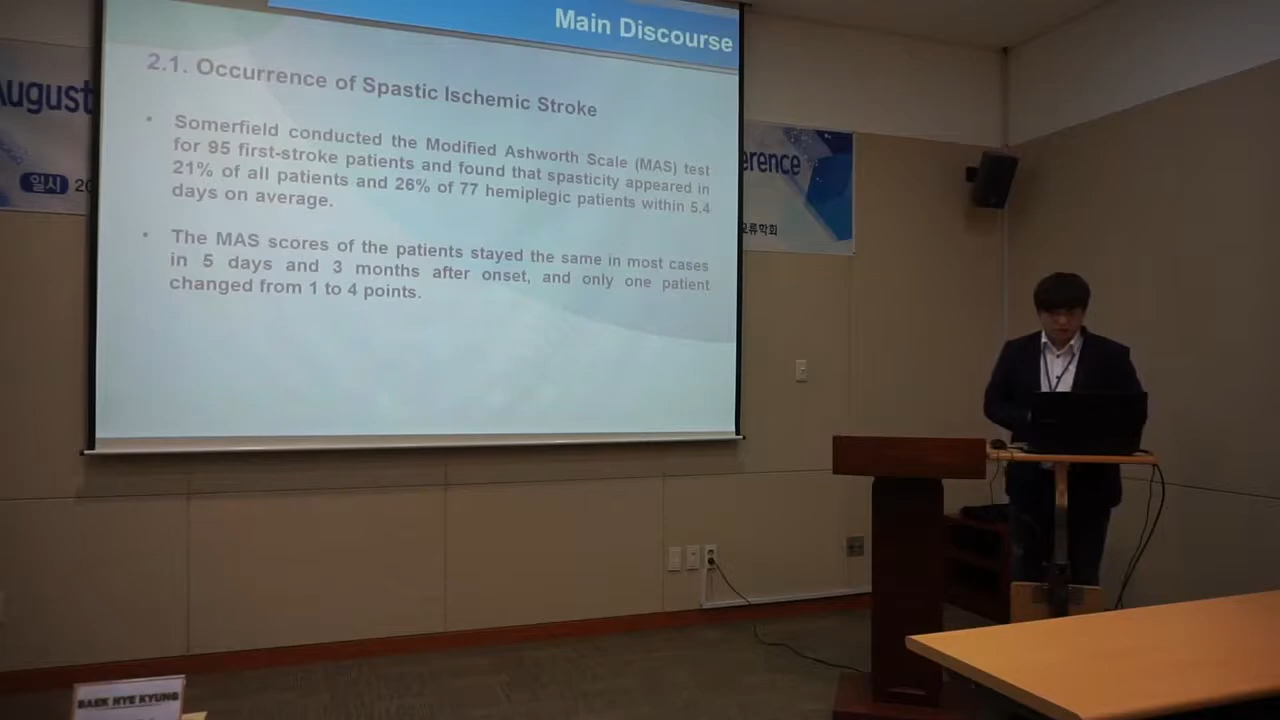 Main Discourse
2.1. Occurrence of Spastic Ischemic Stroke
• Somerfield conducted the Modified Ashworth Scale (MAS) test
for 95 first-stroke patients and found that spasticity appeared in
21% of all patients and 26% of 77 hemiplegic patients within 5.4
days on average.
• The MAS scores of the patients stayed the same in most cases
in 5 days and 3 months after onset, and only one patient
changed from 1 to 4 points.
August
일시 20
erence
교류학회
BAEK HYE KYUNG